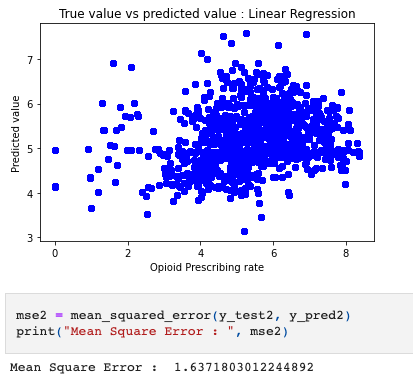 True value vs predicted value : Linear Regression
7
6
5
4
3
Predicted value
0 2 4 6 8
Opioid Prescribing rate
mse2 = mean_squared_error(y_test2, y_pred2)
print("Mean Square Error : ", mse2)
Mean Square Error :  1.6371803012244892